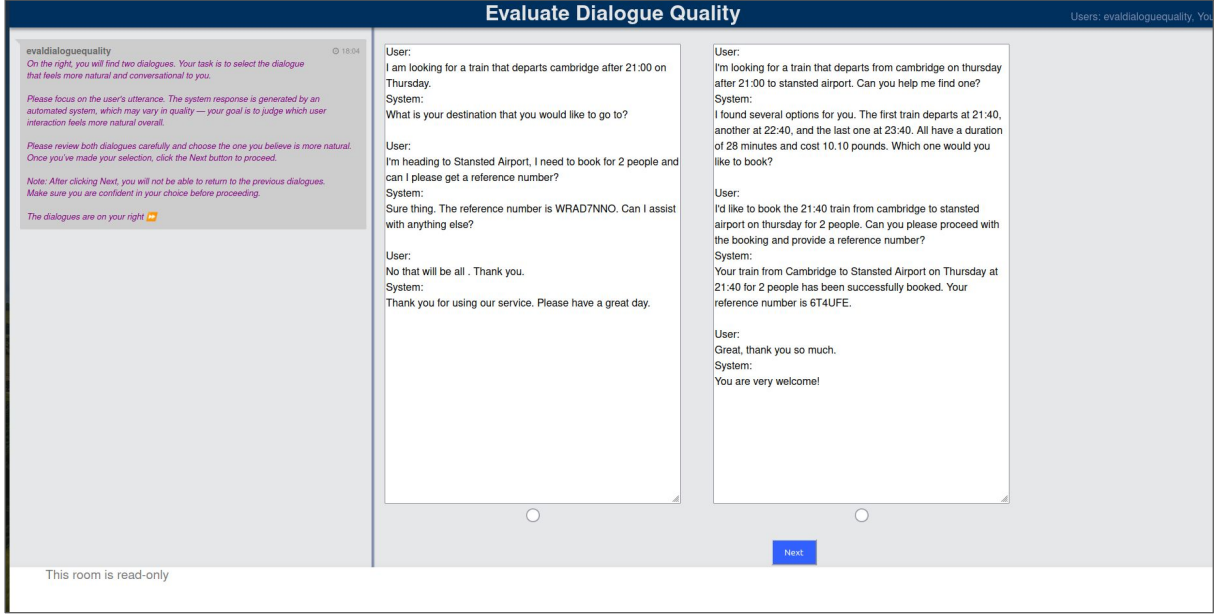 Evaluate Dialogue Quality
Users: evaldialoguequality, You
evaldialoguequality
18:04
On the right, you will find two dialogues. Your task is to select the dialogue
that feels more natural and conversational to you.
Please focus on the user's utterance. The system response is generated by an
automated system, which may vary in quality — your goal is to judge which user
interaction feels more natural overall.
Please review both dialogues carefully and choose the one you believe is more natural.
Once you've made your selection, click the Next button to proceed.
Note: After clicking Next, you will not be able to return to the previous dialogues.
Make sure you are confident in your choice before proceeding.
The dialogues are on your right ⏩
User:
I am looking for a train that departs cambridge after 21:00 on
Thursday.
System:
What is your destination that you would like to go to?
User:
I'm heading to Stansted Airport, I need to book for 2 people and
can I please get a reference number?
System:
Sure thing. The reference number is WRAD7NNO. Can I assist
with anything else?
User:
No that will be all . Thank you.
System:
Thank you for using our service. Please have a great day.
User:
I'm looking for a train that departs from cambridge on thursday
after 21:00 to stansted airport. Can you help me find one?
System:
I found several options for you. The first train departs at 21:40,
another at 22:40, and the last one at 23:40. All have a duration
of 28 minutes and cost 10.10 pounds. Which one would you
like to book?
User:
I'd like to book the 21:40 train from cambridge to stansted
airport on thursday for 2 people. Can you please proceed with
the booking and provide a reference number?
System:
Your train from Cambridge to Stansted Airport on Thursday at
21:40 for 2 people has been successfully booked. Your
reference number is 6T4UFE.
User:
Great, thank you so much.
System:
You are very welcome!
Next
This room is read-only